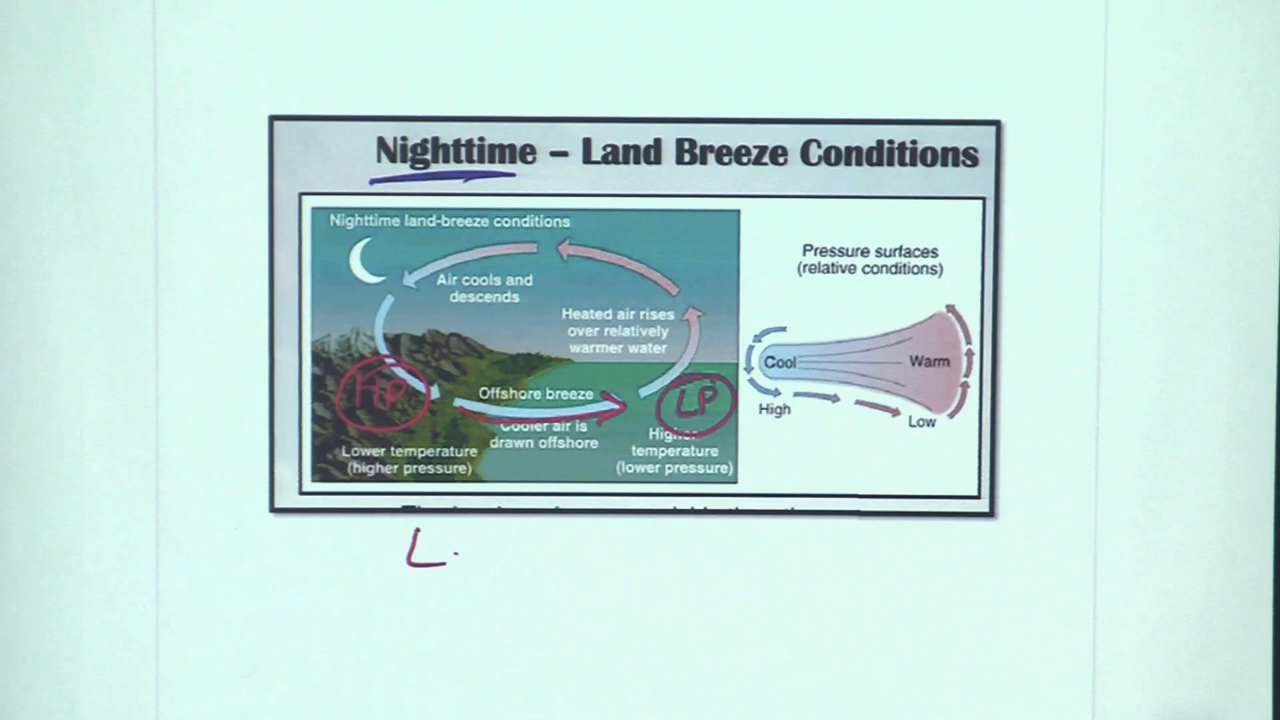 Nighttime – Land Breeze Conditions
Nighttime land-breeze conditions
Air cools and
descends
Heated air rises
over relatively
warmer water
HP
Offshore breeze
LP
Cooler air is
drawn offshore
Lower temperature
(higher pressure)
Higher
temperature
(lower pressure)
Pressure surfaces
(relative conditions)
Cool
Warm
High
Low
L.